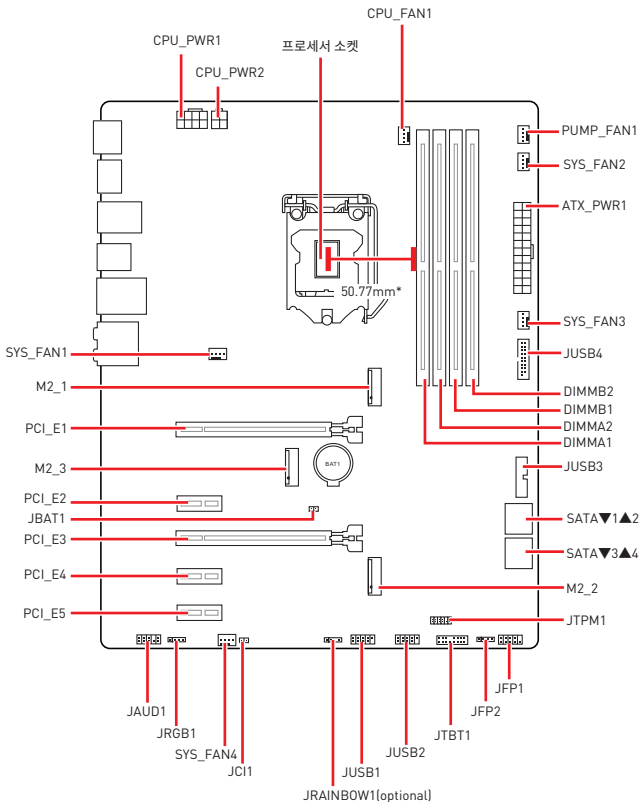 CPU_FAN1
CPU_PWR1
프로세서 소켓
CPU_PWR2
PUMP_FAN1
SYS_FAN2
ATX_PWR1
50.77mm*
SYS_FAN3
SYS_FAN1
JUSB4
M2_1
DIMMB2
DIMMB1
PCI_E1
DIMMA2
DIMMA1
M2_3
BAT1
JUSB3
PCI_E2
JBAT1
SATA▼1▲2
PCI_E3
SATA▼3▲4
PCI_E4
M2_2
PCI_E5
JTPM1
JAUD1
JRGB1
SYS_FAN4
JCI1
JRAINBOW1(optional)
JUSB1
JUSB2
JTBT1
JFP2
JFP1